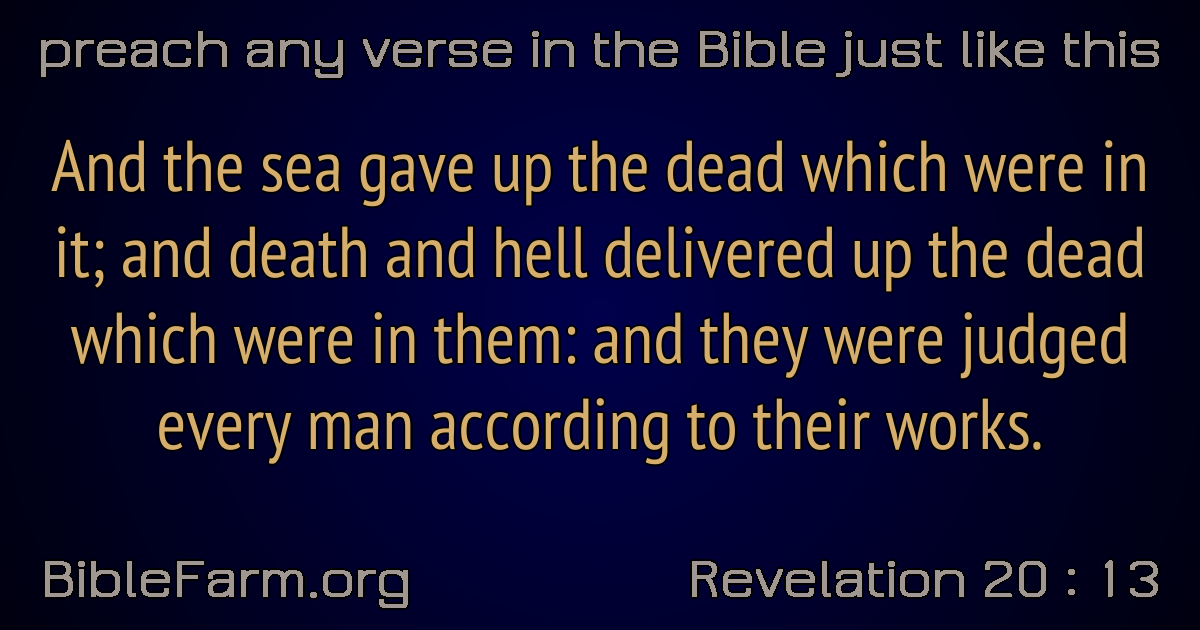 preach any verse in the Bible just like this
And the sea gave up the dead which were in
it; and death and hell delivered up the dead
which were in them: and they were judged
every man according to their works.
BibleFarm.org
Revelation 20 : 13